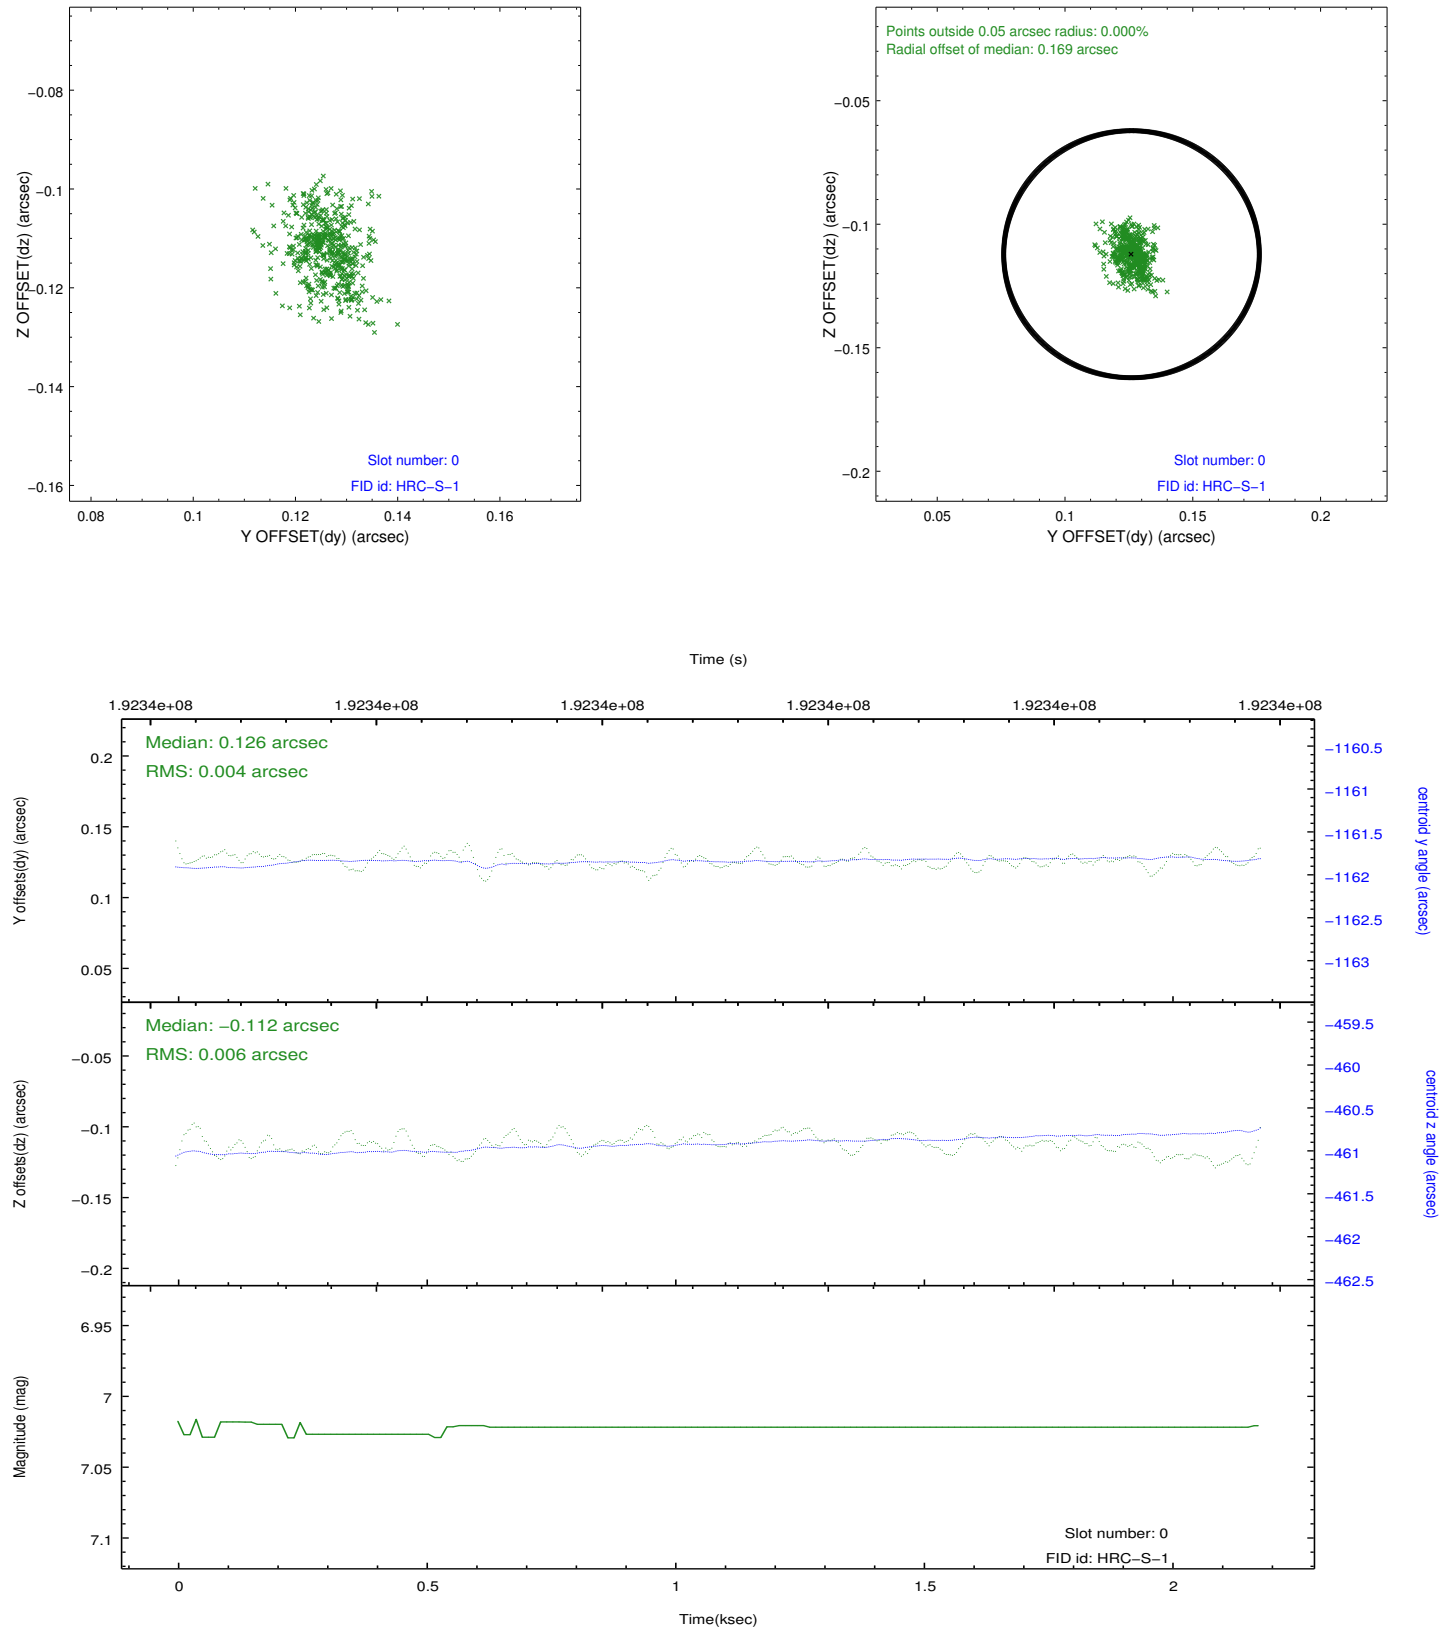 −0.08
−0.1
−0.12
−0.14
−0.16
Z OFFSET(dz) (arcsec)
Slot number: 0
FID id: HRC−S−1
0.08 0.1 0.12 0.14 0.16
Y OFFSET(dy) (arcsec)
Points outside 0.05 arcsec radius: 0.000%
Radial offset of median: 0.169 arcsec
−0.05
−0.1
−0.15
−0.2
Z OFFSET(dz) (arcsec)
Slot number: 0
FID id: HRC−S−1
0.05 0.1 0.15 0.2
Y OFFSET(dy) (arcsec)
Time (s)
1.9234e+08 1.9234e+08 1.9234e+08 1.9234e+08 1.9234e+08 1.9234e+08
Median: 0.126 arcsec
RMS: 0.004 arcsec
0.2
0.15
0.1
0.05
Y offsets(dy) (arcsec)
−1160.5
−1161
−1161.5
−1162
−1162.5
−1163
centroid y angle (arcsec)
Median: −0.112 arcsec
RMS: 0.006 arcsec
−0.05
−0.1
−0.15
−0.2
Z offsets(dz) (arcsec)
−459.5
−460
−460.5
−461
−461.5
−462
−462.5
centroid z angle (arcsec)
6.95
7
7.05
7.1
Magnitude (mag)
Slot number: 0
FID id: HRC−S−1
0 0.5 1 1.5 2
Time(ksec)